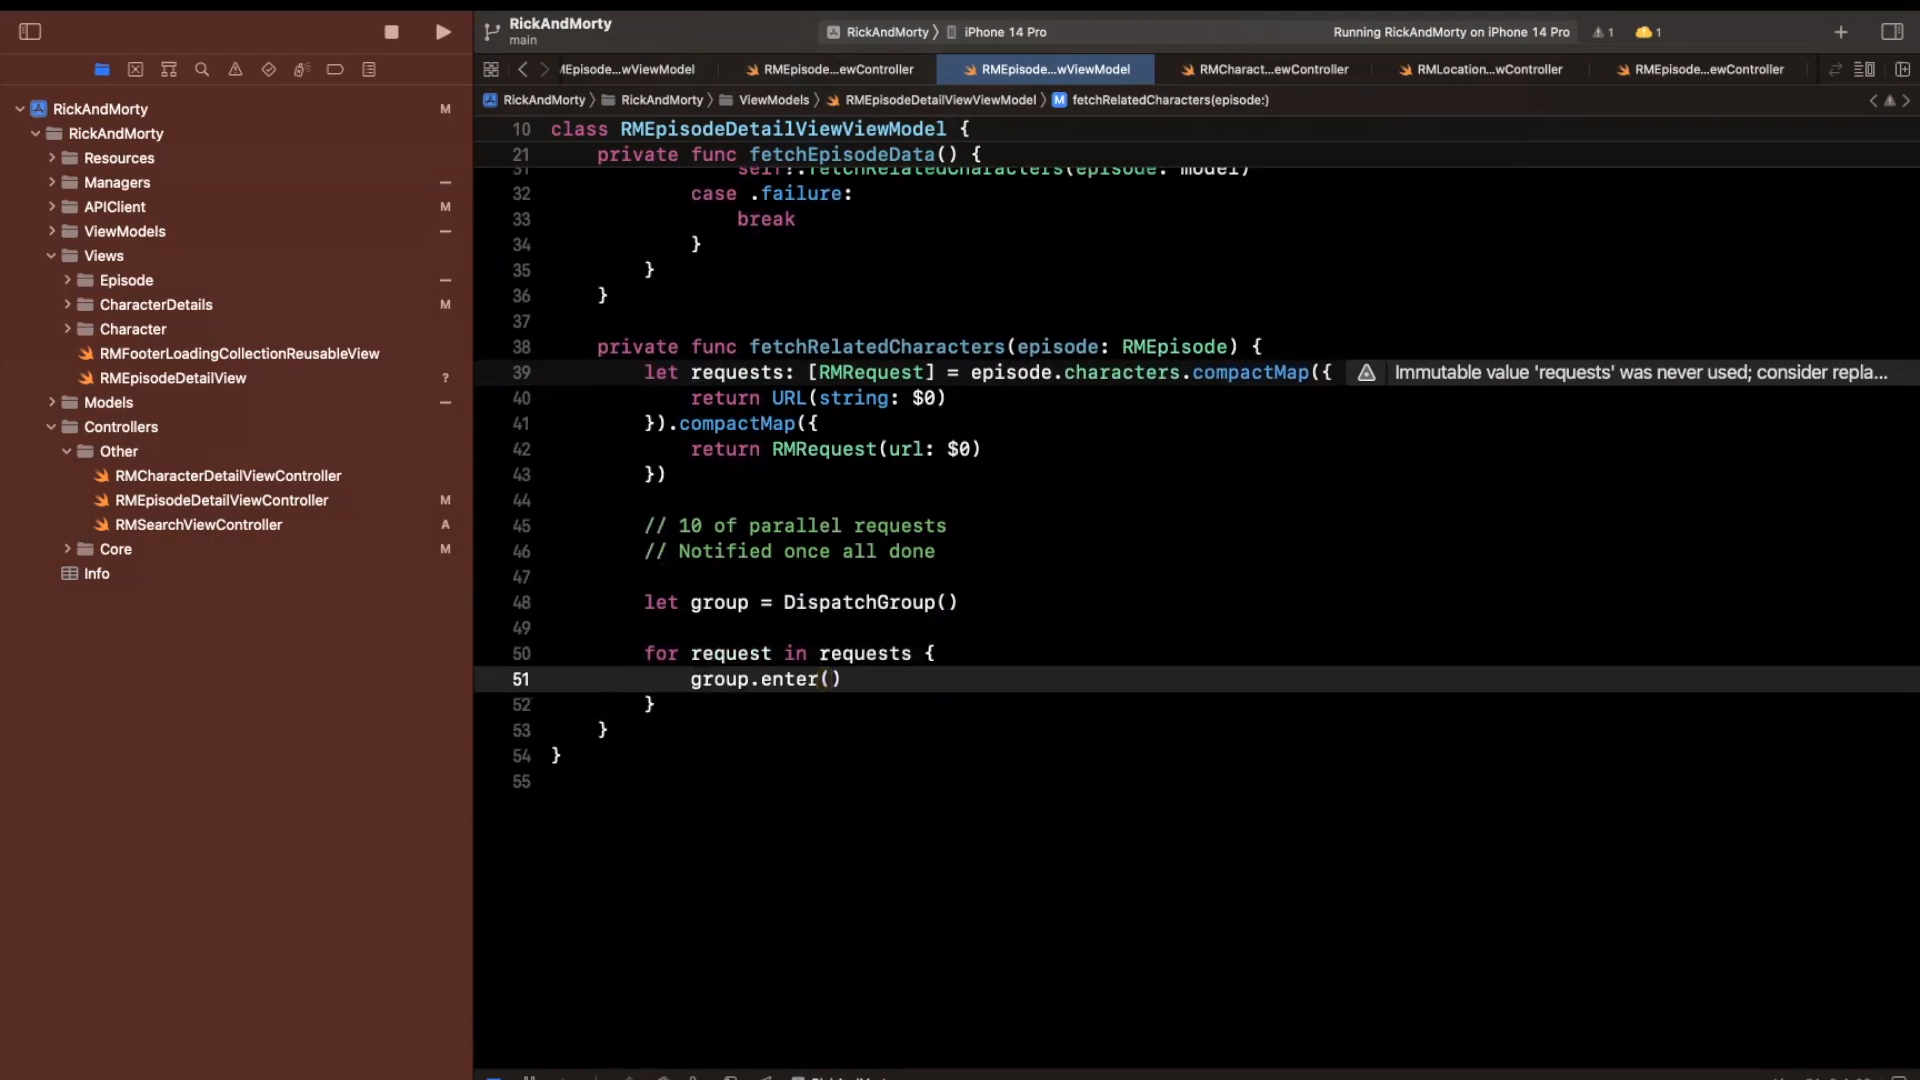 RickAndMorty
main
RickAndMorty
iPhone 14 Pro
Running RickAndMorty on iPhone 14 Pro
1
1
MEpisode...wViewModel
RMEpisode...ewController
RMEpisode...wViewModel
RMCharact...ewController
RMLocation...wController
RMEpisode...ewController
RickAndMorty
RickAndMorty
ViewModels
RMEpisodeDetailViewViewModel
M fetchRelatedCharacters(episode:)
RickAndMorty M
RickAndMorty
Resources
Managers
APIClient M
ViewModels
Views
Episode
CharacterDetails M
Character
RMFooterLoadingCollectionReusableView
RMEpisodeDetailView ?
Models
Controllers
Other
RMCharacterDetailViewController
RMEpisodeDetailViewController M
RMSearchViewController A
Core M
Info
10 class RMEpisodeDetailViewViewModel {
21 private func fetchEpisodeData() {
31 self?.fetchRelatedCharacters(episode: model)
32 case .failure:
33 break
34 }
35 }
36 }
37
38 private func fetchRelatedCharacters(episode: RMEpisode) {
39 let requests: [RMRequest] = episode.characters.compactMap({ Immutable value 'requests' was never used; consider repla...
40 return URL(string: $0)
41 }).compactMap({
42 return RMRequest(url: $0)
43 })
44
45 // 10 of parallel requests
46 // Notified once all done
47
48 let group = DispatchGroup()
49
50 for request in requests {
51 group.enter()
52 }
53 }
54 }
55